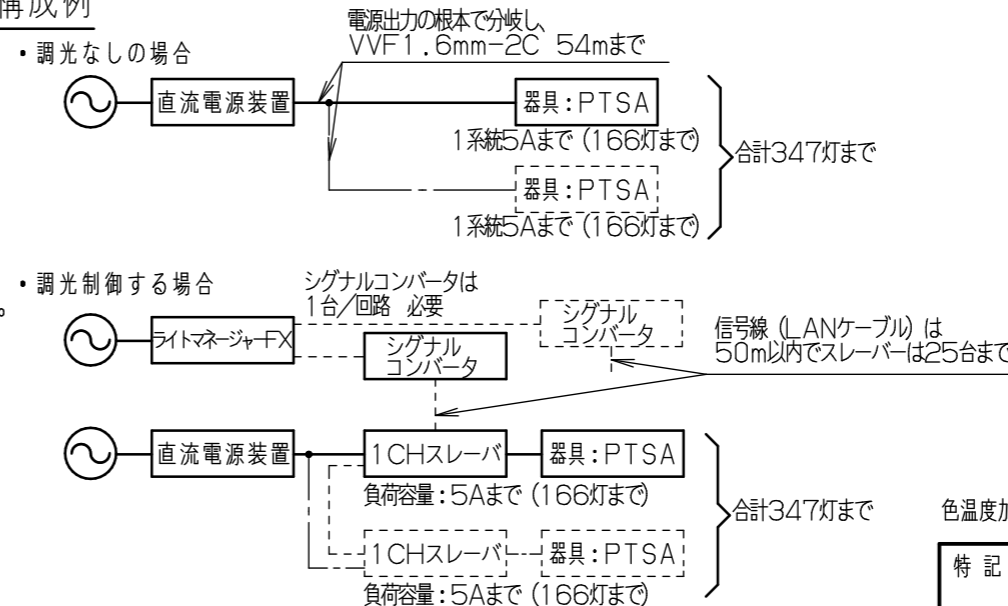 構成例
・調光なしの場合
電源出力の根本で分岐し、
VVF1.6mm-2C 54mまで
直流電源装置
器具:PTSA
1系統5Aまで(166灯まで)
合計347灯まで
器具:PTSA
1系統5Aまで(166灯まで)
・調光制御する場合
。
シグナルコンバータは
1台/回路 必要
ライトマネージャーFX
シグナル
コンバータ
シグナル
コンバータ
信号線(LANケーブル)は
50m以内でスレーバーは25台まで
直流電源装置
1CHスレーバ
器具:PTSA
負荷容量:5Aまで(166灯まで)
合計347灯まで
1CHスレーバ
器具:PTSA
負荷容量:5Aまで(166灯まで)
色温度
特記